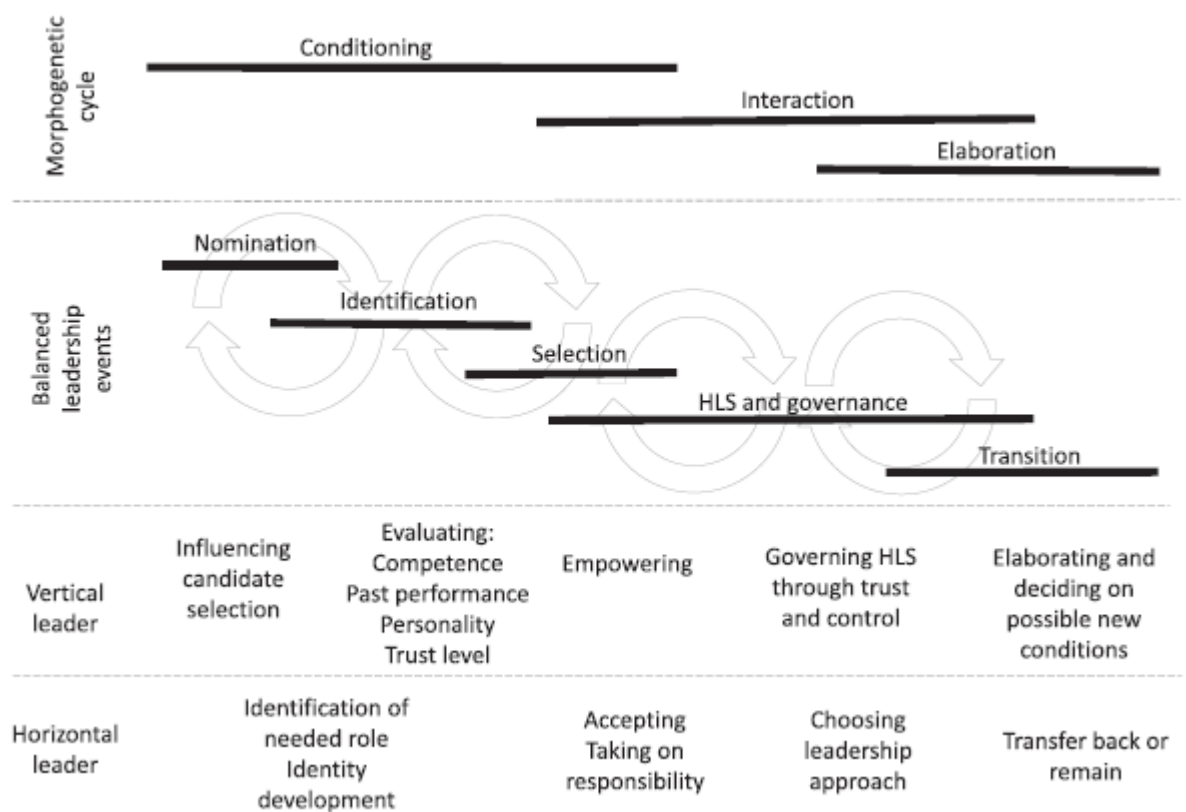 Morphogenetic
cycle
Conditioning
Interaction
Elaboration
Balanced
leadership
events
Nomination
Identification
Selection
HLS and governance
Transition
Vertical
leader
Influencing
candidate
selection
Evaluating:
Competence
Past performance
Personality
Trust level
Empowering
Governing HLS
through trust
and control
Elaborating and
deciding on
possible new
conditions
Horizontal
leader
Identification of
needed role
Identity
development
Accepting
Taking on
responsibility
Choosing
leadership
approach
Transfer back or
remain